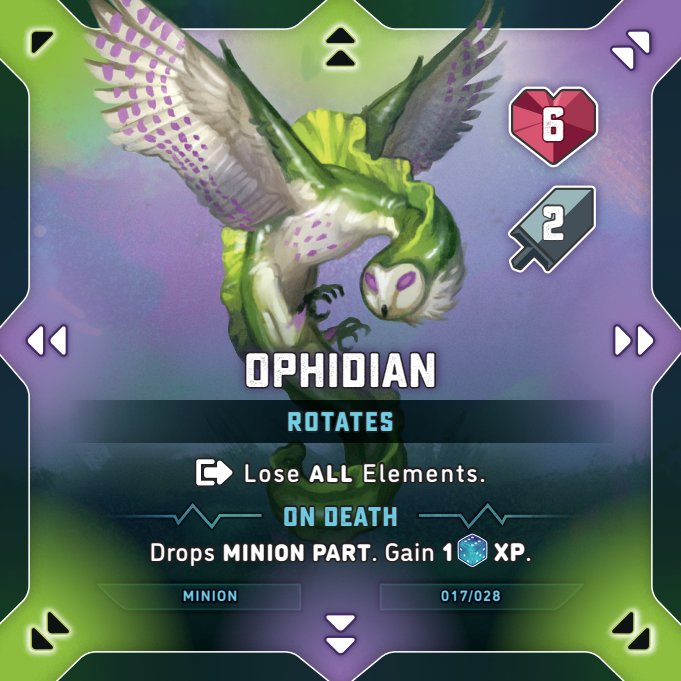 6
2
OPHIDIAN
ROTATES
Lose ALL Elements.
ON DEATH
Drops MINION PART. Gain 1 XP.
MINION 017/028